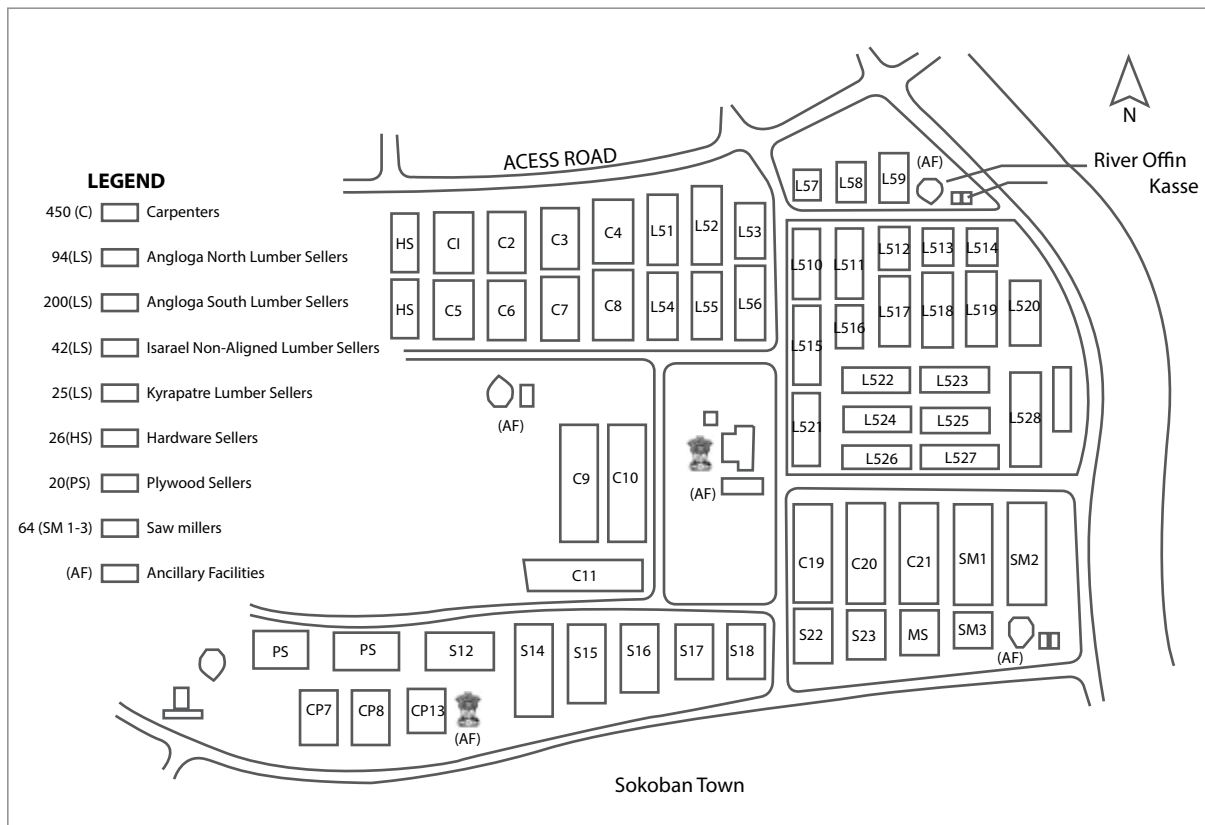 N
ACESS ROAD
River Offin
Kasse
LEGEND
450 (C) Carpenters
94(LS) Angloga North Lumber Sellers
200(LS) Angloga South Lumber Sellers
42(LS) Isarael Non-Aligned Lumber Sellers
25(LS) Kyrapatre Lumber Sellers
26(HS) Hardware Sellers
20(PS) Plywood Sellers
64 (SM 1-3) Saw millers
(AF) Ancillary Facilities
L57 L58 L59 (AF)
HS CI C2 C3 C4 L51 L52 L53
HS C5 C6 C7 C8 L54 L55 L56
L510 L511 L512 L513 L514
L515 L516 L517 L518 L519 L520
L522 L523
L521 L524 L525 L528
L526 L527
(AF)
C9 C10
(AF)
C11
C19 C20 C21 SM1 SM2
S22 S23 MS SM3
(AF)
PS PS S12 S14 S15 S16 S17 S18
CP7 CP8 CP13
(AF)
Sokoban Town